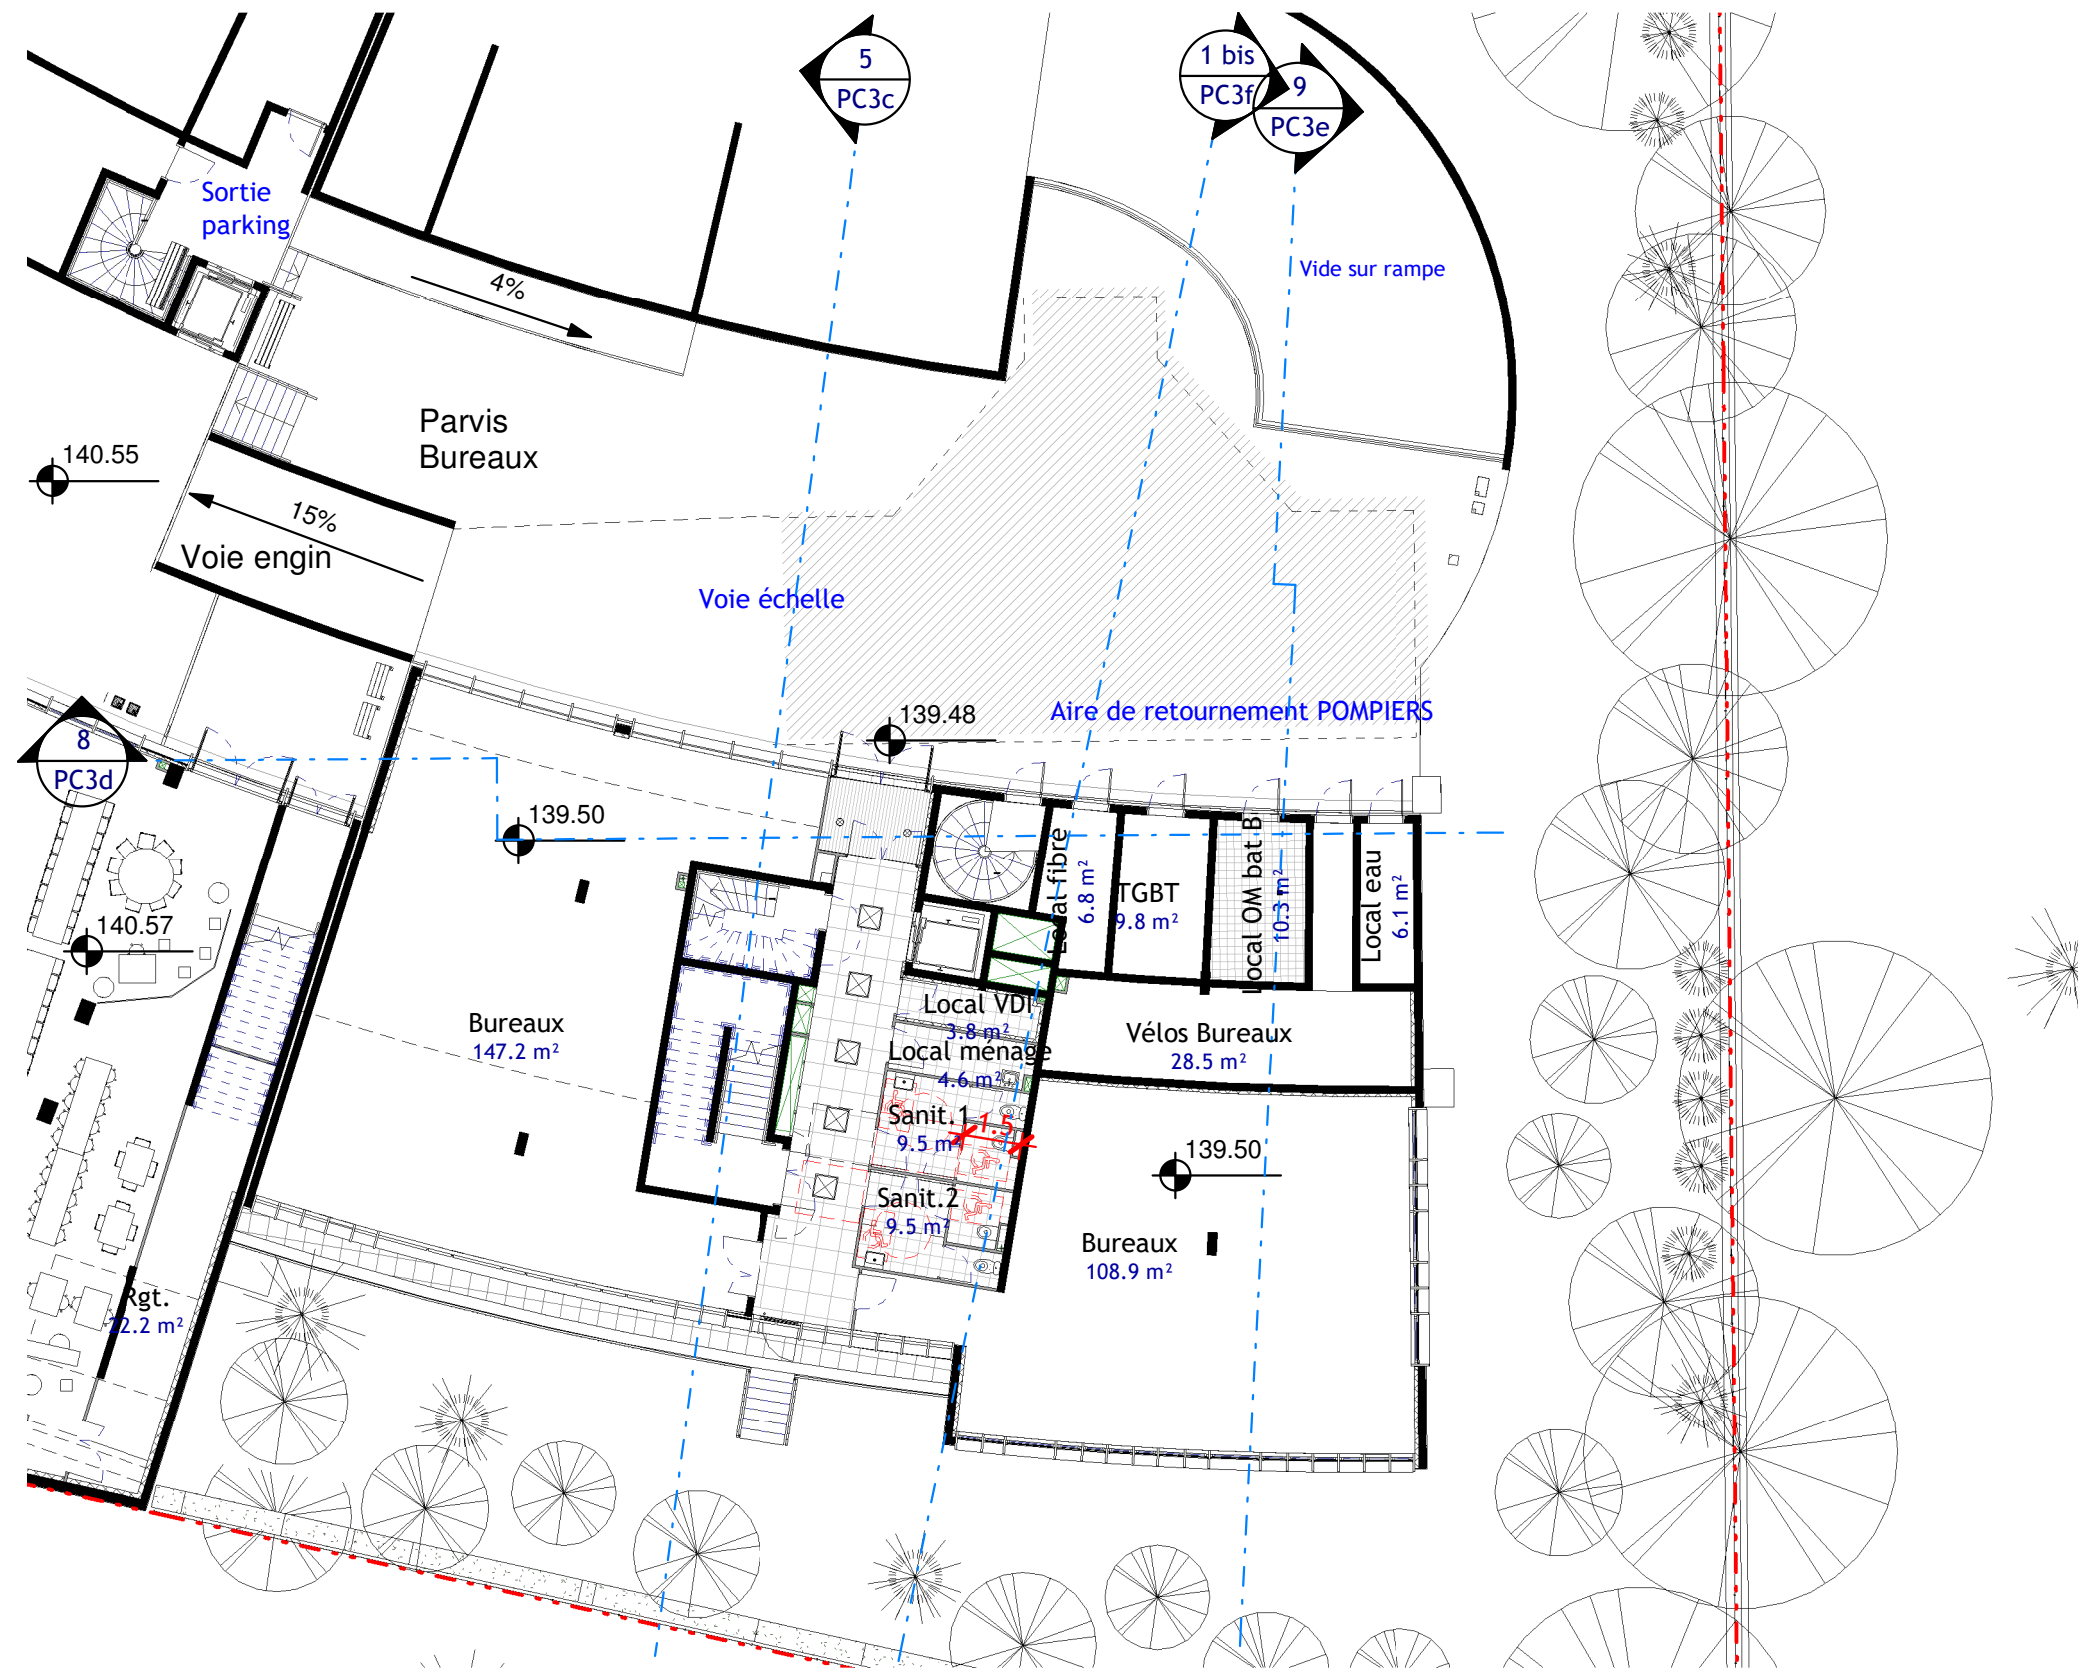 5
PC3c
1 bis
PC3f
9
PC3e
Sortie
parking
4%
Vide sur rampe
Parvis
Bureaux
140.55
15%
Voie engin
Voie échelle
Aire de retournement POMPIERS
139.48
8
PC3d
139.50
140.57
Local fibre
6.8 m²
TGBT
9.8 m²
Local OM bat B
10.3 m²
Local eau
6.1 m²
Bureaux
147.2 m²
Local VDI
3.8 m²
Local ménage
4.6 m²
Vélos Bureaux
28.5 m²
Sanit.1
9.5 m²
1.5
Sanit.2
9.5 m²
139.50
Bureaux
108.9 m²
Rgt.
22.2 m²